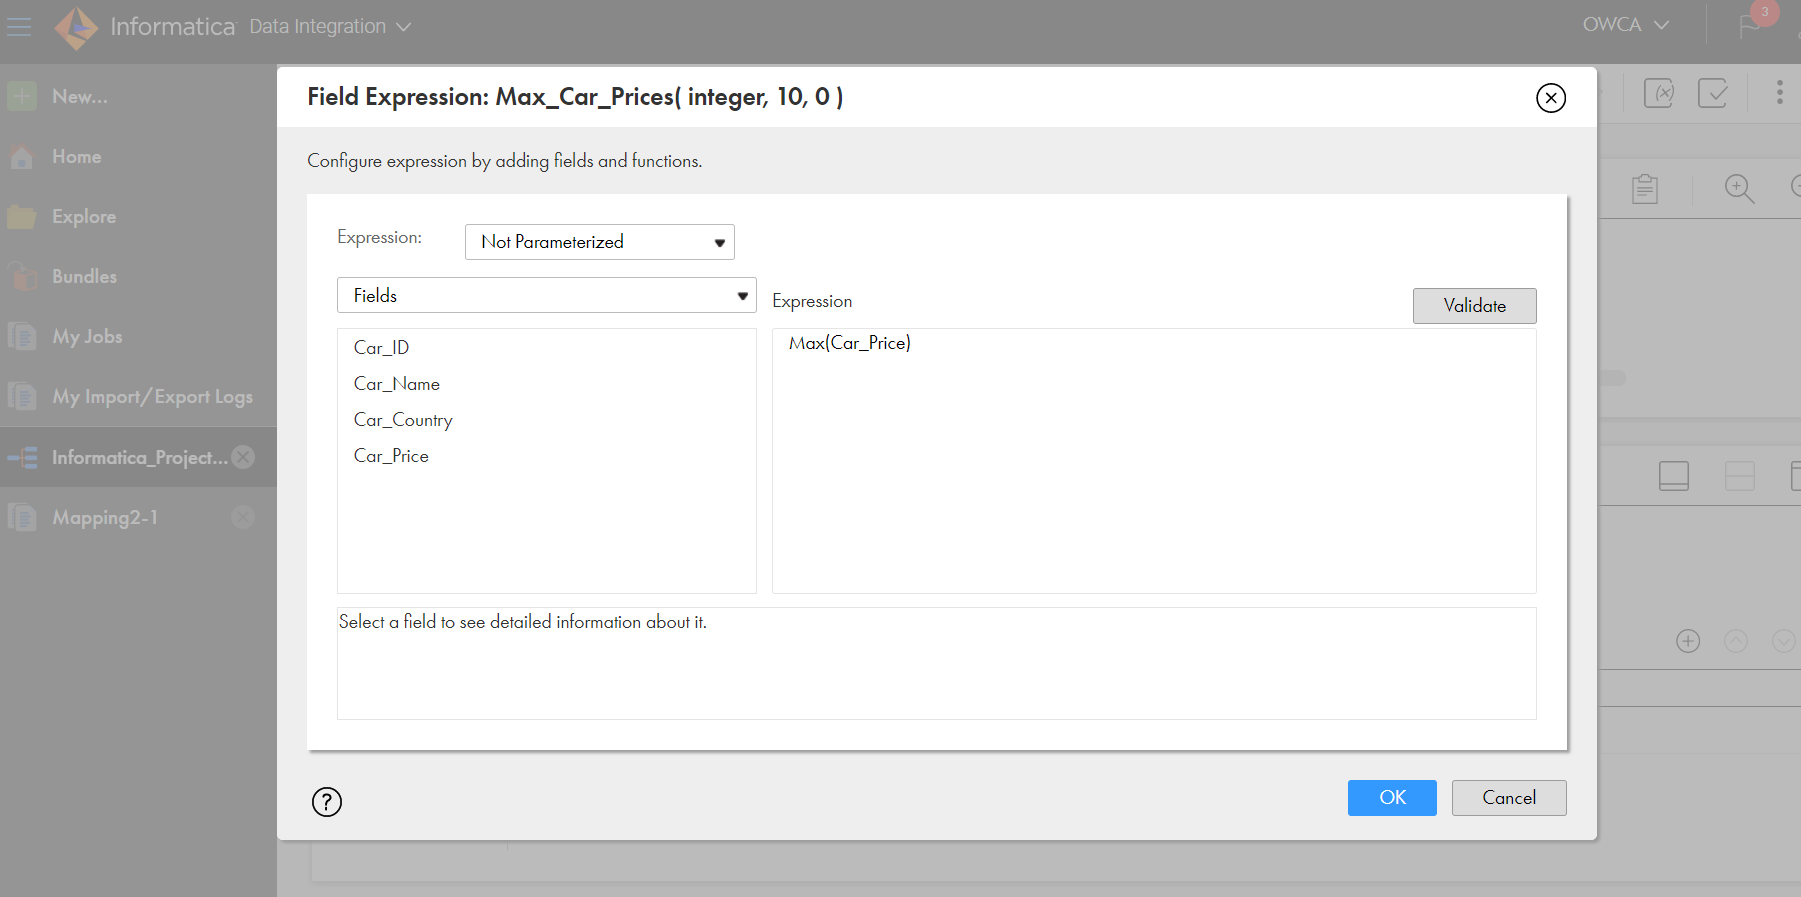 Informatica Data Integration
OWCA
3
New...
Home
Explore
Bundles
My Jobs
My Import/Export Logs
Informatica_Project...
Mapping2-1
Field Expression: Max_Car_Prices( integer, 10, 0 )
Configure expression by adding fields and functions.
Expression: Not Parameterized
Fields
Expression
Validate
Car_ID
Car_Name
Car_Country
Car_Price
Max(Car_Price)
Select a field to see detailed information about it.
?
OK
Cancel
(x)